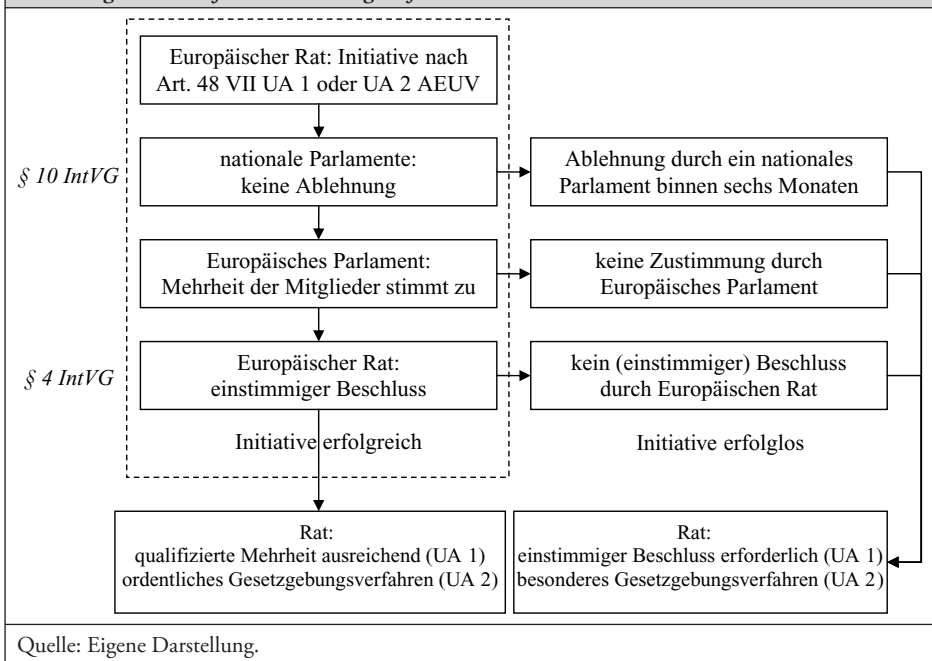 Europäischer Rat: Initiative nach
Art. 48 VII UA 1 oder UA 2 AEUV
§ 10 IntVG
nationale Parlamente:
keine Ablehnung
Ablehnung durch ein nationales
Parlament binnen sechs Monaten
Europäisches Parlament:
Mehrheit der Mitglieder stimmt zu
keine Zustimmung durch
Europäisches Parlament
§ 4 IntVG
Europäischer Rat:
einstimmiger Beschluss
kein (einstimmiger) Beschluss
durch Europäischen Rat
Initiative erfolgreich
Initiative erfolglos
Rat:
qualifizierte Mehrheit ausreichend (UA 1)
ordentliches Gesetzgebungsverfahren (UA 2)
Rat:
einstimmiger Beschluss erforderlich (UA 1)
besonderes Gesetzgebungsverfahren (UA 2)
Quelle: Eigene Darstellung.